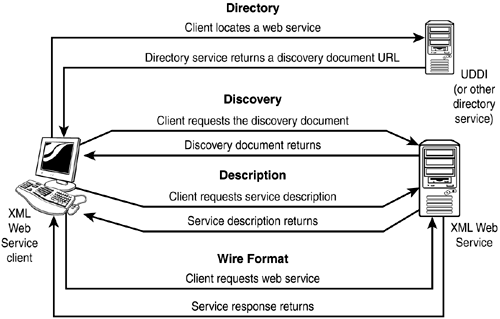 Directory
Client locates a web service
Directory service returns a discovery document URL
UDDI
(or other
directory
service)
Discovery
Client requests the discovery document
Discovery document returns
Description
Client requests service description
Service description returns
XML
Web
Service
client
XML Web
Service
Wire Format
Client requests web service
Service response returns